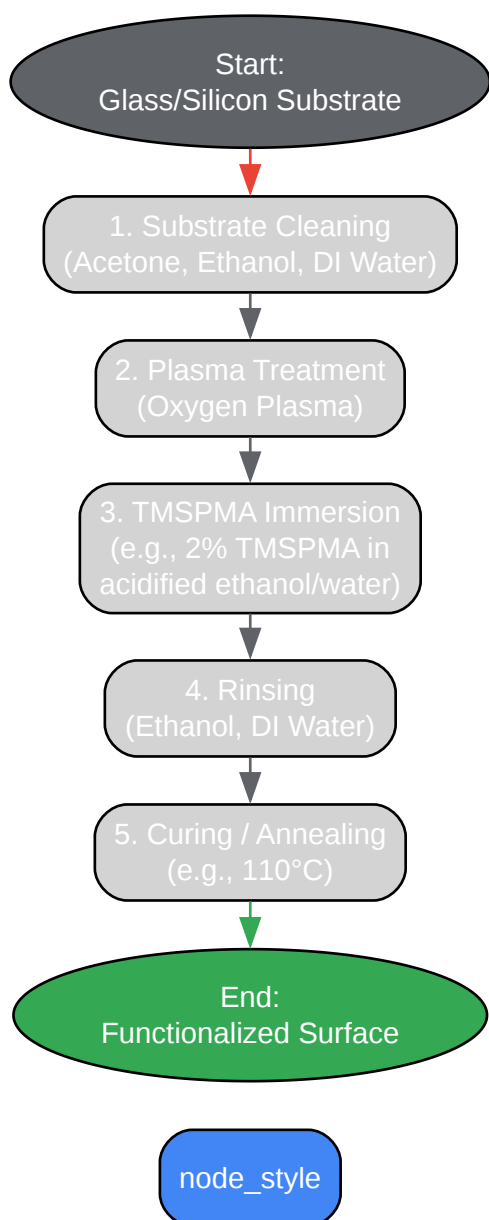 Start:
Glass/Silicon Substrate
1. Substrate Cleaning
(Acetone, Ethanol, DI Water)
2. Plasma Treatment
(Oxygen Plasma)
3. TMSPMA Immersion
(e.g., 2% TMSPMA in
acidified ethanol/water)
4. Rinsing
(Ethanol, DI Water)
5. Curing / Annealing
(e.g., 110°C)
End:
Functionalized Surface
node_style